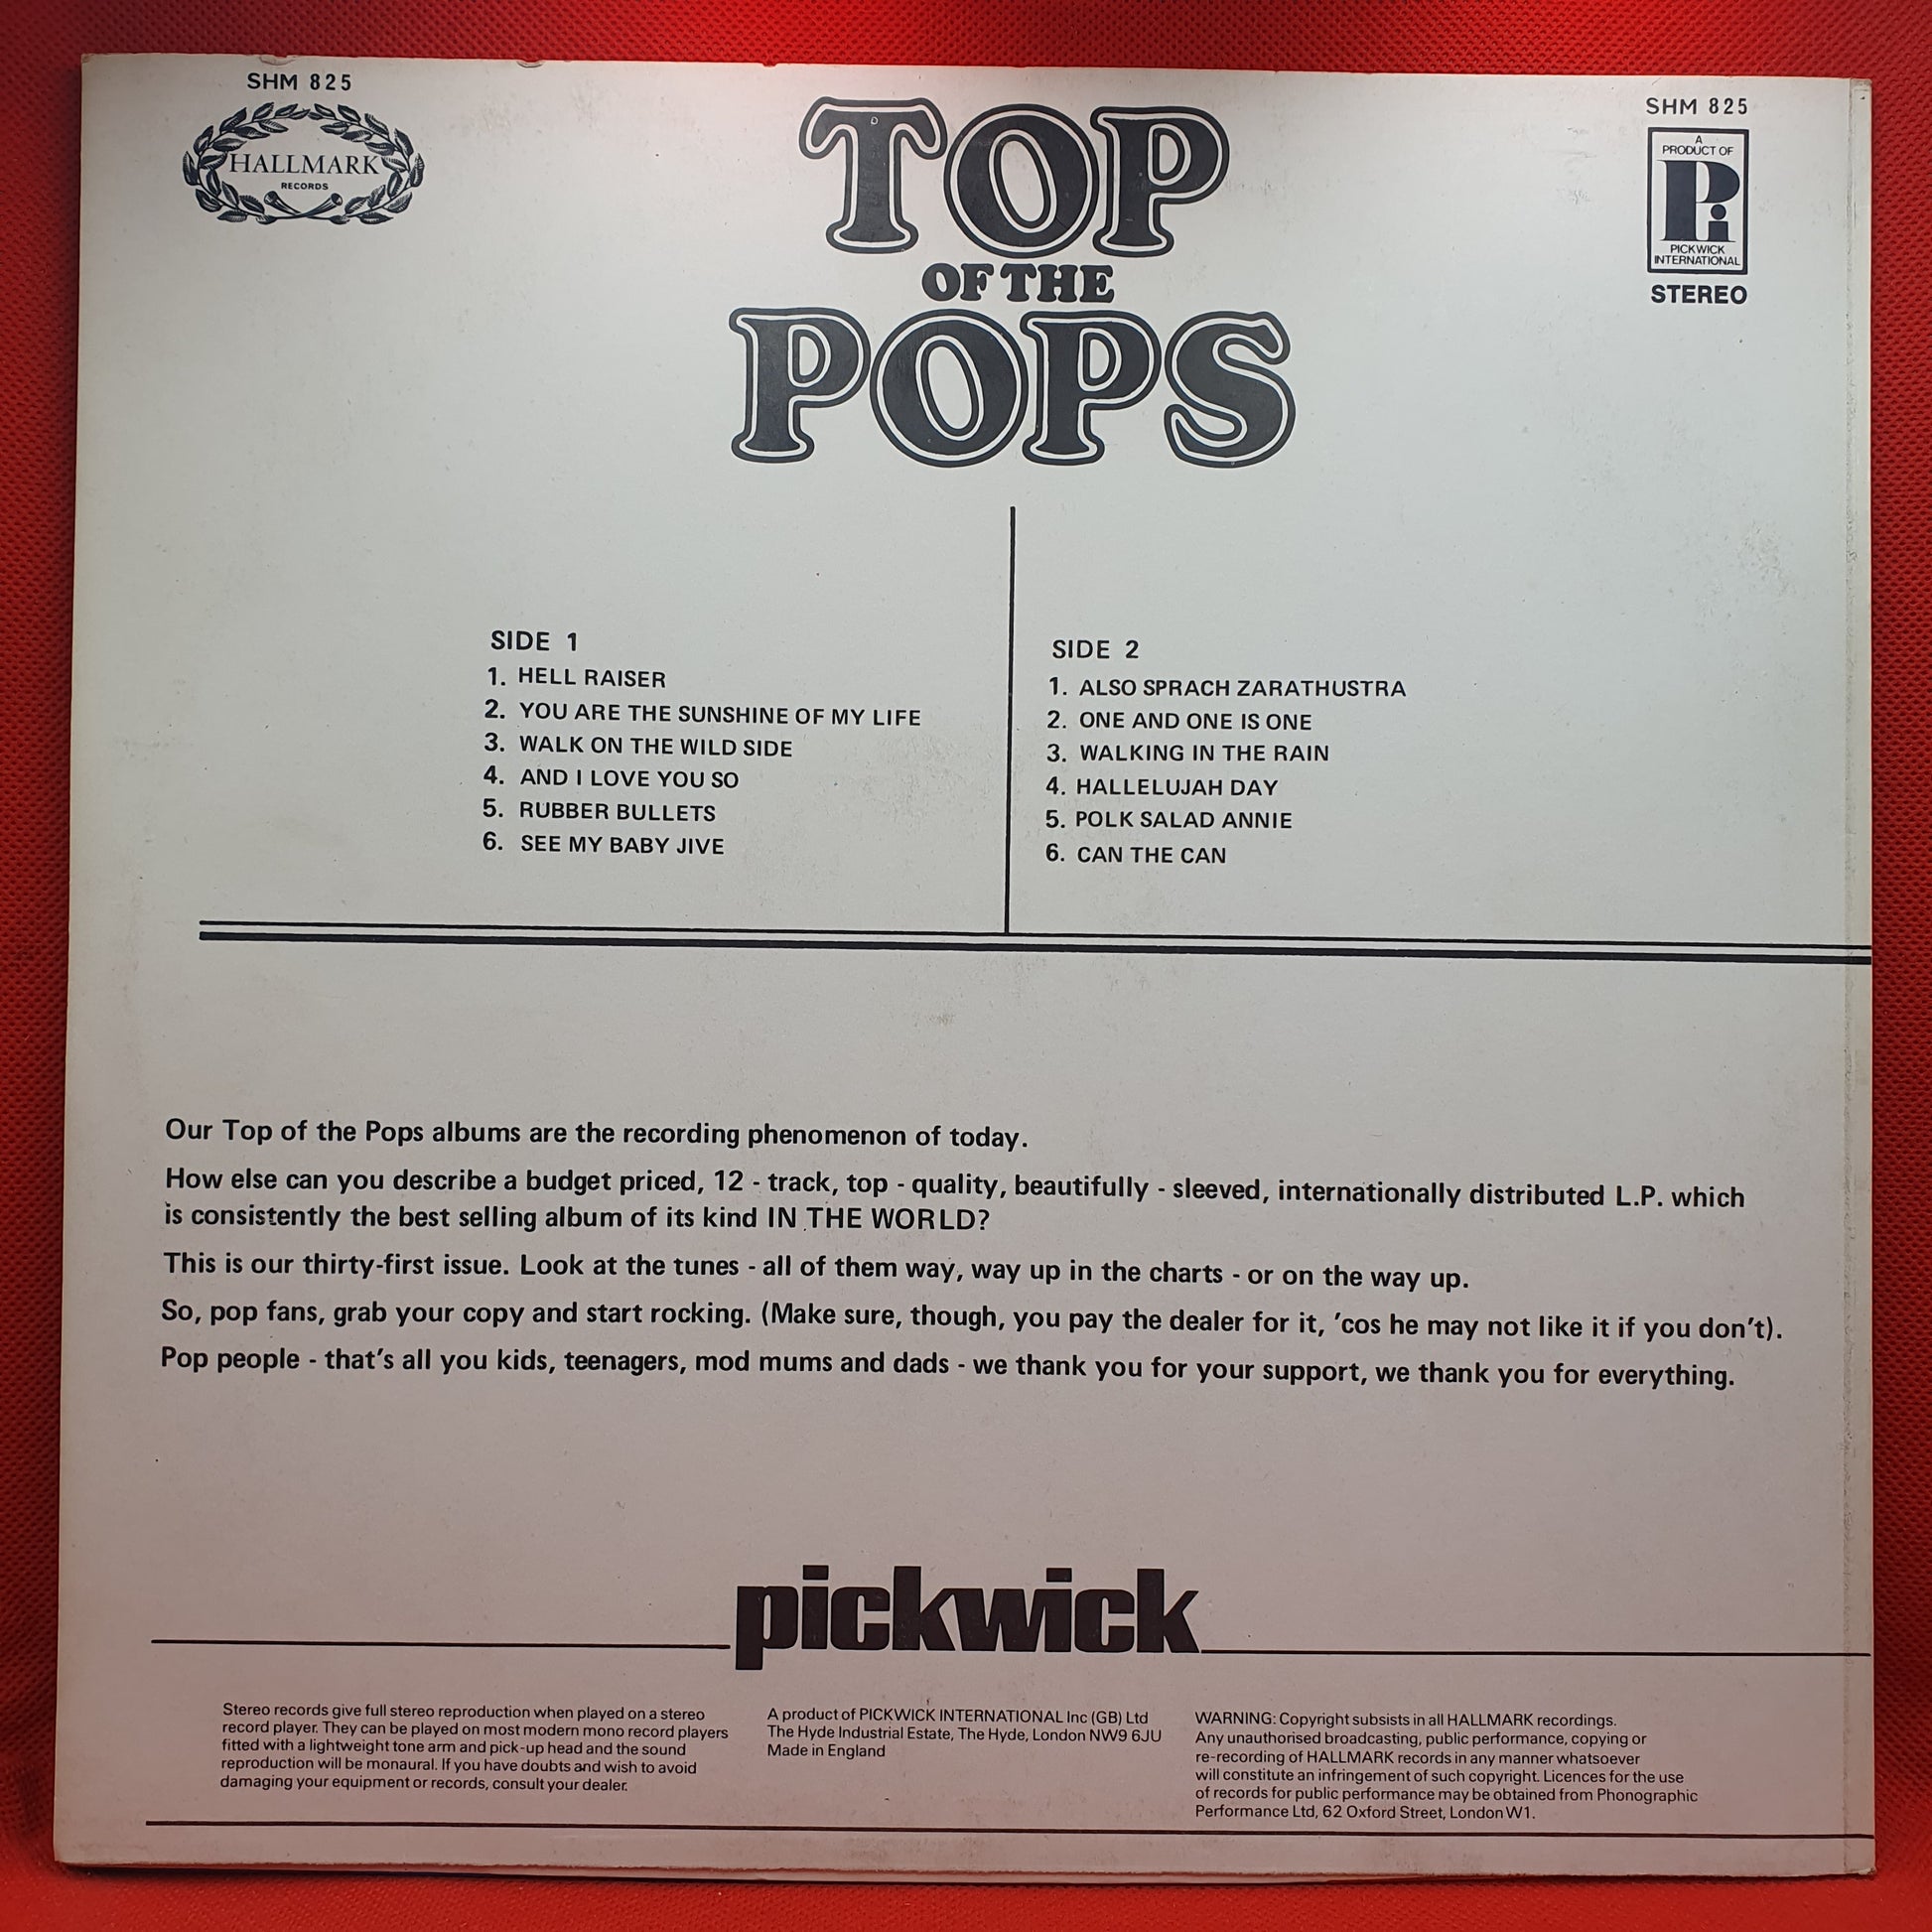 SHM 825
HALLMARK
RECORDS
TOP
OF THE
POPS
SHM 825
A
PRODUCT OF
Pi
PICKWICK
INTERNATIONAL
STEREO
SIDE 1
1. HELL RAISER
2. YOU ARE THE SUNSHINE OF MY LIFE
3. WALK ON THE WILD SIDE
4. AND I LOVE YOU SO
5. RUBBER BULLETS
6. SEE MY BABY JIVE
SIDE 2
1. ALSO SPRACH ZARATHUSTRA
2. ONE AND ONE IS ONE
3. WALKING IN THE RAIN
4. HALLELUJAH DAY
5. POLK SALAD ANNIE
6. CAN THE CAN
Our Top of the Pops albums are the recording phenomenon of today.
How else can you describe a budget priced, 12 - track, top - quality, beautifully - sleeved, internationally distributed L.P. which
is consistently the best selling album of its kind IN THE WORLD?
This is our thirty-first issue. Look at the tunes - all of them way, way up in the charts - or on the way up.
So, pop fans, grab your copy and start rocking. (Make sure, though, you pay the dealer for it, 'cos he may not like it if you don't).
Pop people - that's all you kids, teenagers, mod mums and dads - we thank you for your support, we thank you for everything.
pickwick
Stereo records give full stereo reproduction when played on a stereo
record player. They can be played on most modern mono record players
fitted with a lightweight tone arm and pick-up head and the sound
reproduction will be monaural. If you have doubts and wish to avoid
damaging your equipment or records, consult your dealer.
A product of PICKWICK INTERNATIONAL Inc (GB) Ltd
The Hyde Industrial Estate, The Hyde, London NW9 6JU
Made in England
WARNING: Copyright subsists in all HALLMARK recordings.
Any unauthorised broadcasting, public performance, copying or
re-recording of HALLMARK records in any manner whatsoever
will constitute an infringement of such copyright. Licences for the use
of records for public performance may be obtained from Phonographic
Performance Ltd, 62 Oxford Street, London W1.